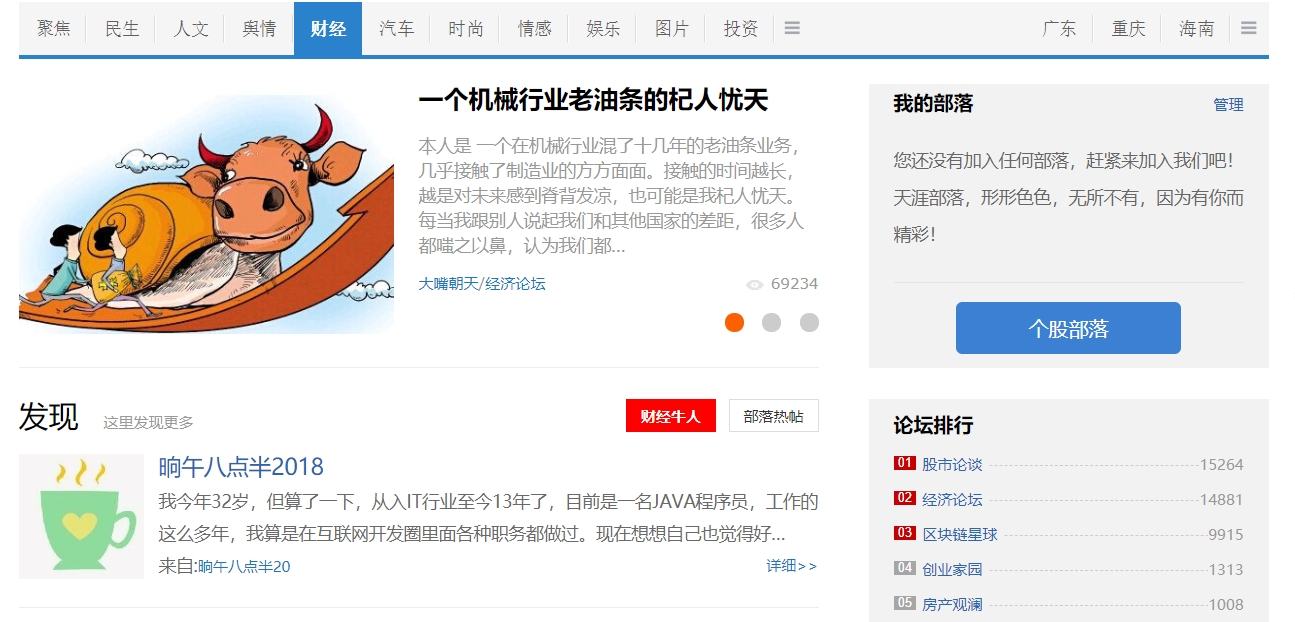 聚焦 民生 人文 舆情 财经 汽车 时尚 情感 娱乐 图片 投资 广东 重庆 海南
一个机械行业老油条的杞人忧天
本人是 一个在机械行业混了十几年的老油条业务，
几乎接触了制造业的方方面面。接触的时间越长，
越是对未来感到脊背发凉，也可能是我杞人忧天。
每当我跟别人说起我们和其他国家的差距，很多人
都嗤之以鼻，认为我们都...
大嘴朝天/经济论坛 69234
我的部落 管理
您还没有加入任何部落，赶紧来加入我们吧！
天涯部落，形形色色，无所不有，因为有你而
精彩！
个股部落
发现 这里发现更多 财经牛人 部落热帖
晌午八点半2018
我今年32岁，但算了一下，从入IT行业至今13年了，目前是一名JAVA程序员，工作的
这么多年，我算是在互联网开发圈里面各种职务都做过。现在想想自己也觉得好...
来自:晌午八点半20 详细>>
论坛排行
01 股市论谈 15264
02 经济论坛 14881
03 区块链星球 9915
04 创业家园 1313
05 房产观澜 1008